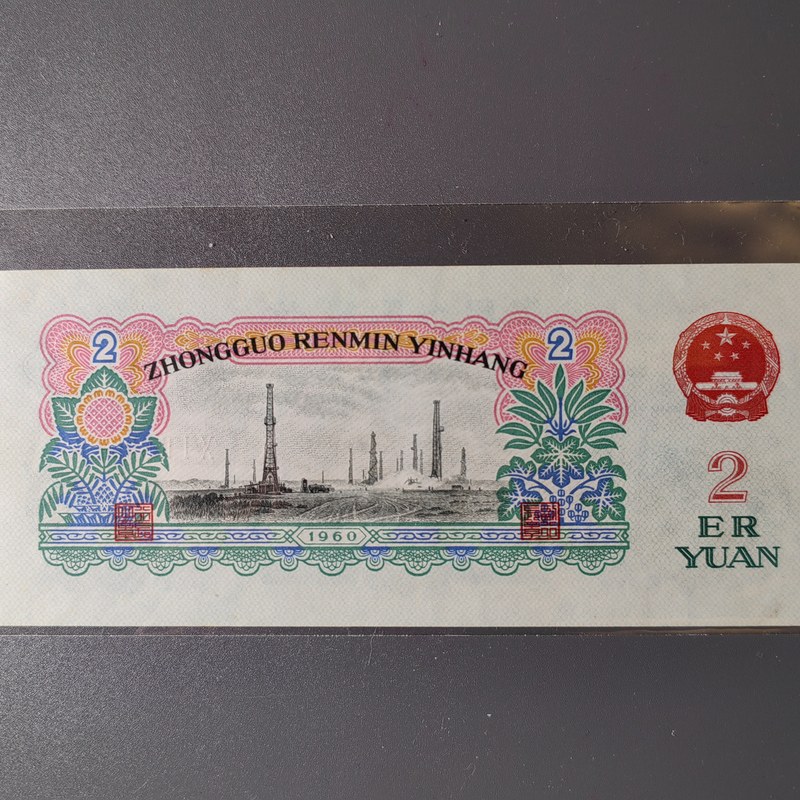 2
2
ZHONGGUO RENMIN YINHANG
1960
2
ER
YUAN